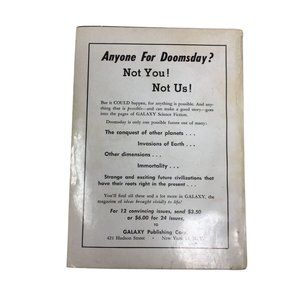 Anyone For Doomsday?
Not You!
Not Us!
But it COULD happen, for anything is possible. And any-
thing that is possible—and can make a good story—goes
into the pages of GALAXY Science Fiction.
Doomsday is only one possible future out of many:
The conquest of other planets . . .
Invasions of Earth . . .
Other dimensions . . .
Immortality . . .
Strange and exciting future civilizations that
have their roots right in the present . . .
You'll find all these and a lot more in GALAXY, the
magazine of ideas brought vividly to life!
For 12 convincing issues, send $3.50
or $6.00 for 24 issues,
to
GALAXY Publishing Corp.
421 Hudson Street • New York 14, N. Y.